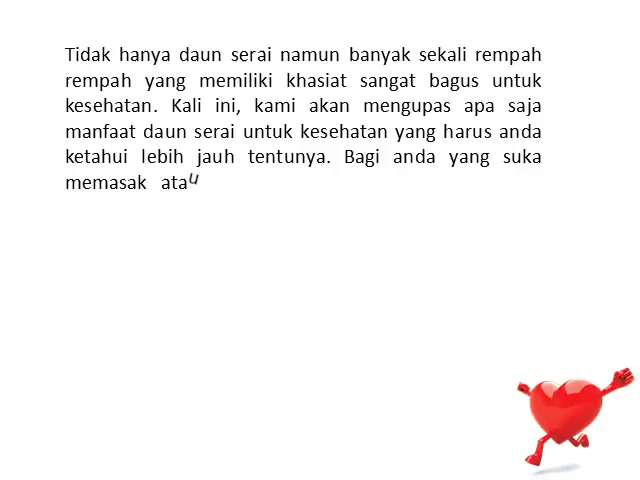 Tidak hanya daun serai namun banyak sekali rempah
rempah yang memiliki khasiat sangat bagus untuk
kesehatan. Kali ini, kami akan mengupas apa saja
manfaat daun serai untuk kesehatan yang harus anda
ketahui lebih jauh tentunya. Bagi anda yang suka
memasak atau